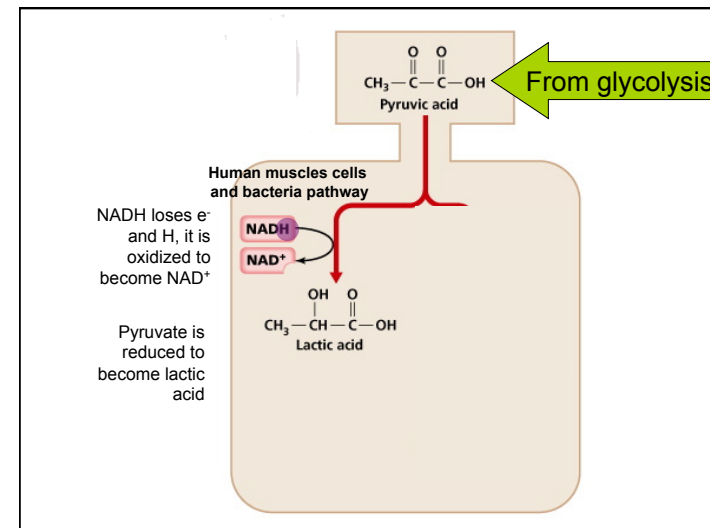 O O
CH₃—C—C—OH
Pyruvic acid
From glycolysis
Human muscles cells
and bacteria pathway
NADH loses e⁻
and H, it is
oxidized to
become NAD⁺
NADH
NAD⁺
OH O
CH₃—CH—C—OH
Lactic acid
Pyruvate is
reduced to
become lactic
acid